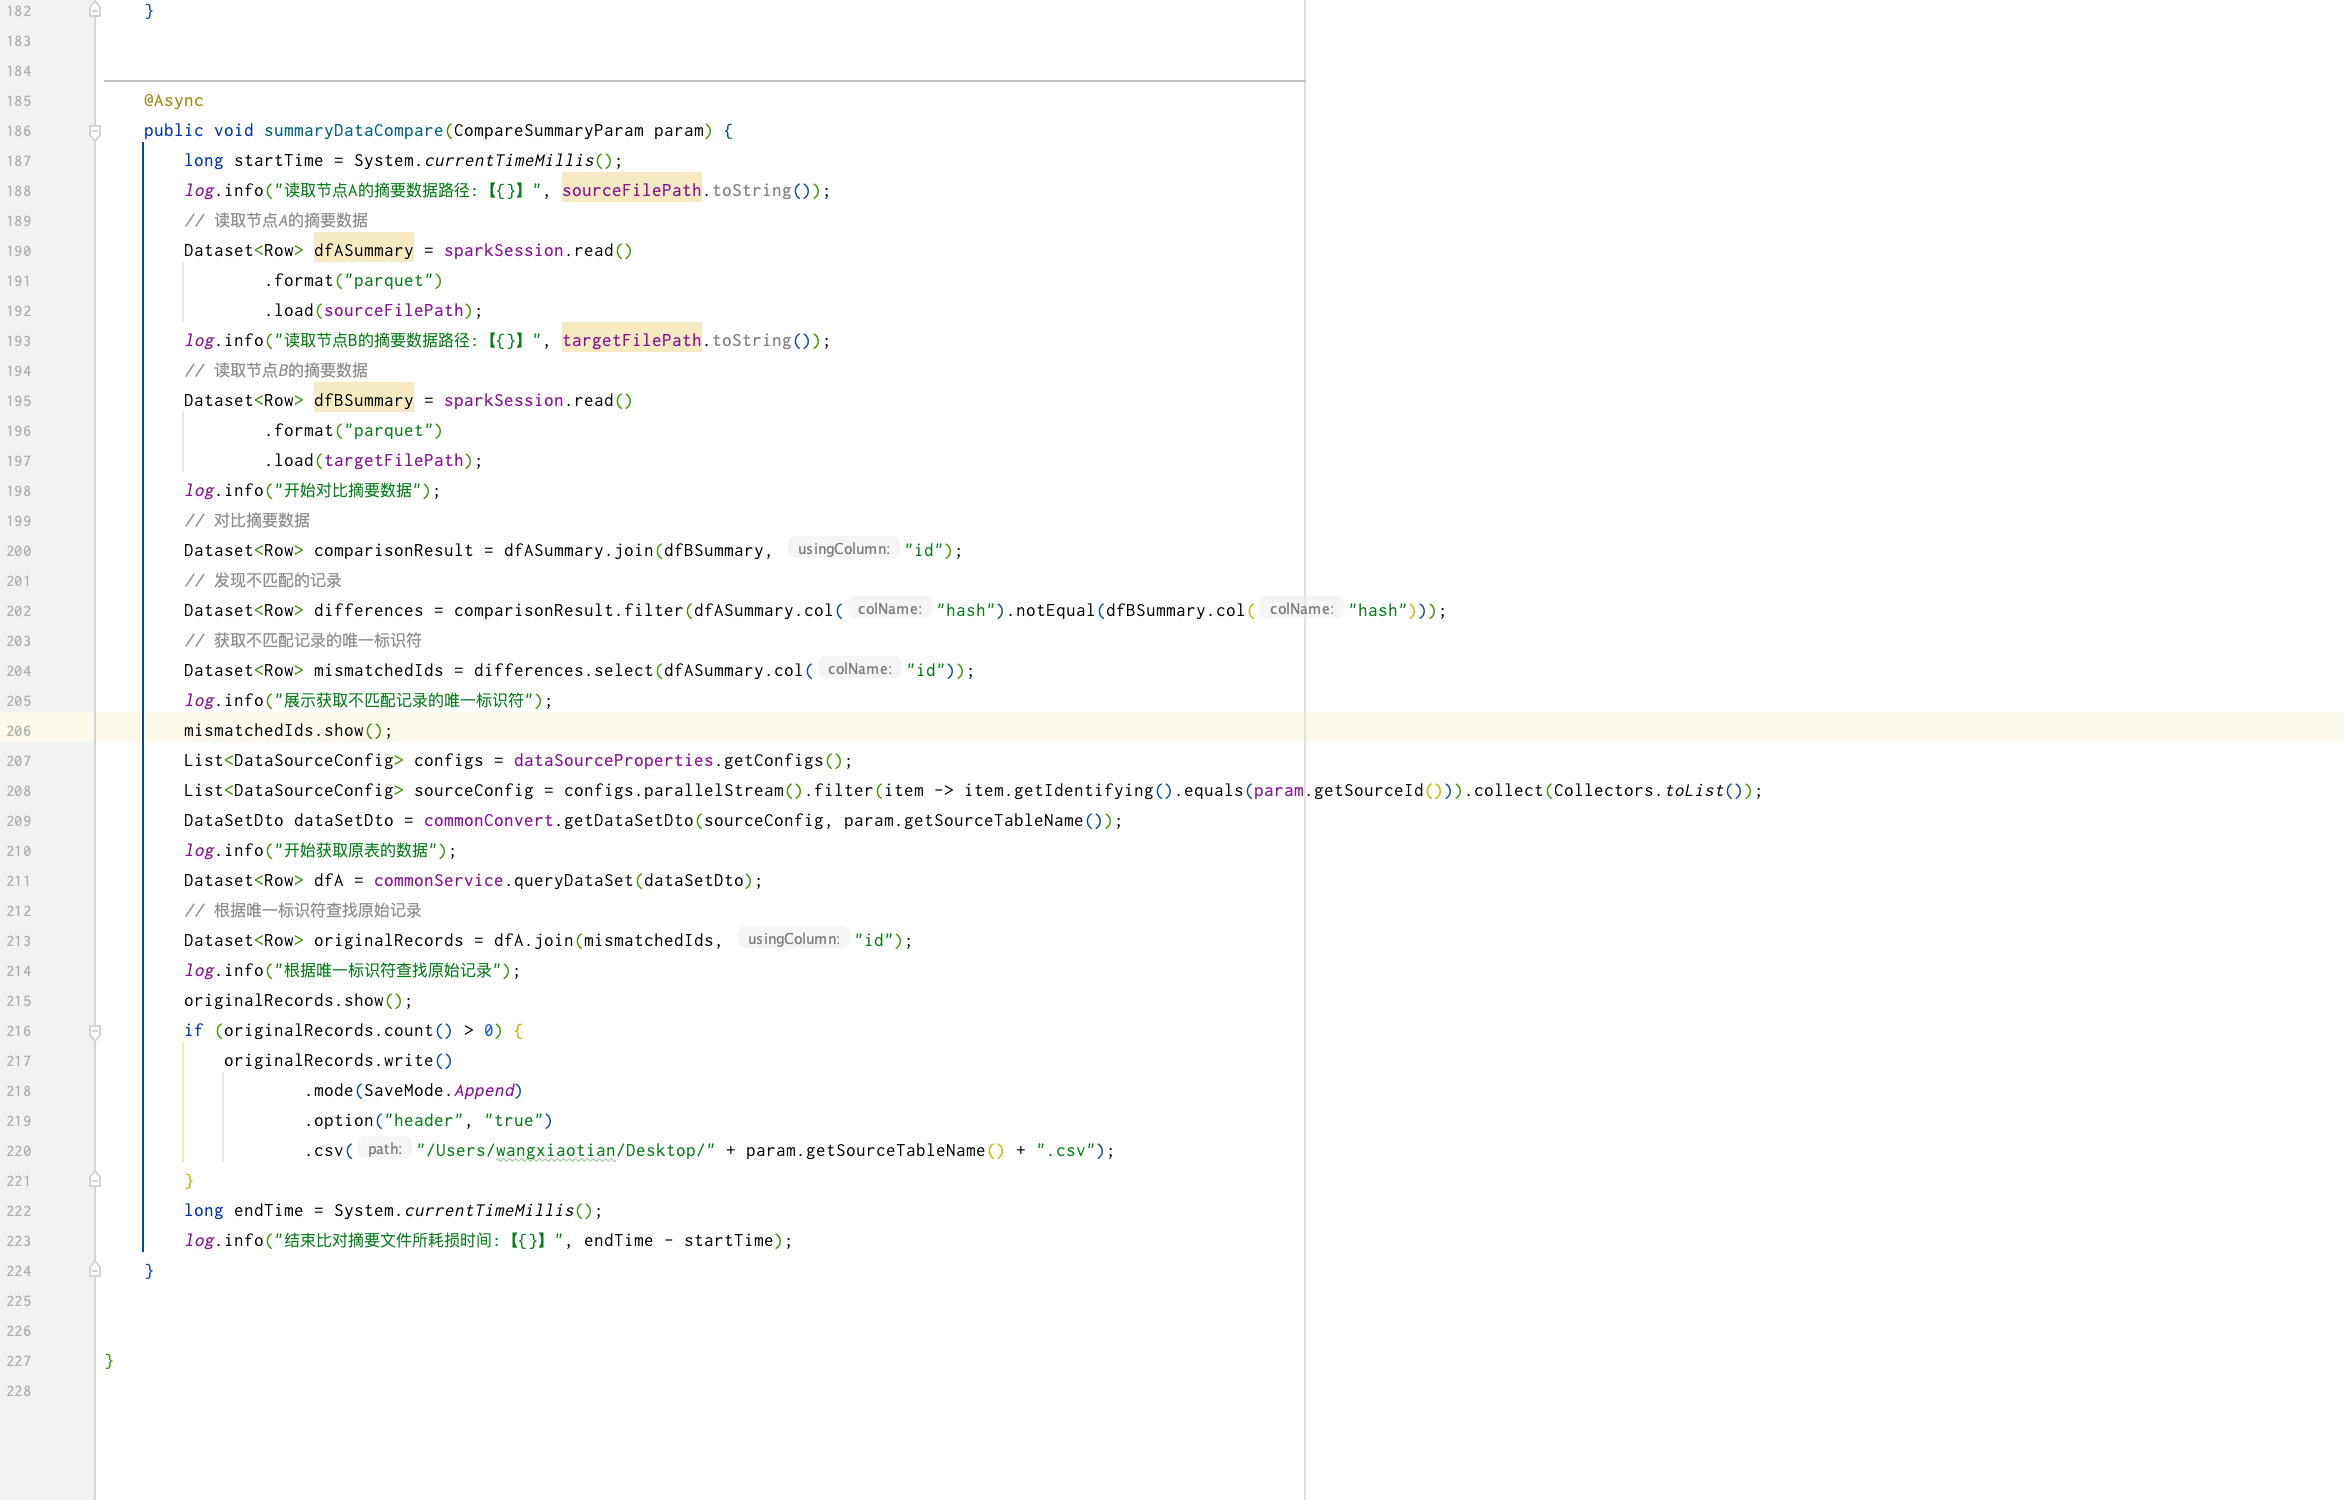 182 }
183
184
185 @Async
186 public void summaryDataCompare(CompareSummaryParam param) {
187 long startTime = System.currentTimeMillis();
188 log.info("读取节点A的摘要数据路径:【{}】", sourceFilePath.toString());
189 // 读取节点A的摘要数据
190 Dataset<Row> dfASummary = sparkSession.read()
191 .format("parquet")
192 .load(sourceFilePath);
193 log.info("读取节点B的摘要数据路径:【{}】", targetFilePath.toString());
194 // 读取节点B的摘要数据
195 Dataset<Row> dfBSummary = sparkSession.read()
196 .format("parquet")
197 .load(targetFilePath);
198 log.info("开始对比摘要数据");
199 // 对比摘要数据
200 Dataset<Row> comparisonResult = dfASummary.join(dfBSummary, usingColumn: "id");
201 // 发现不匹配的记录
202 Dataset<Row> differences = comparisonResult.filter(dfASummary.col( colName: "hash").notEqual(dfBSummary.col( colName: "hash")));
203 // 获取不匹配记录的唯一标识符
204 Dataset<Row> mismatchedIds = differences.select(dfASummary.col( colName: "id"));
205 log.info("展示获取不匹配记录的唯一标识符");
206 mismatchedIds.show();
207 List<DataSourceConfig> configs = dataSourceProperties.getConfigs();
208 List<DataSourceConfig> sourceConfig = configs.parallelStream().filter(item -> item.getIdentifying().equals(param.getSourceId())).collect(Collectors.toList());
209 DataSetDto dataSetDto = commonConvert.getDataSetDto(sourceConfig, param.getSourceTableName());
210 log.info("开始获取原表的数据");
211 Dataset<Row> dfA = commonService.queryDataSet(dataSetDto);
212 // 根据唯一标识符查找原始记录
213 Dataset<Row> originalRecords = dfA.join(mismatchedIds, usingColumn: "id");
214 log.info("根据唯一标识符查找原始记录");
215 originalRecords.show();
216 if (originalRecords.count() > 0) {
217 originalRecords.write()
218 .mode(SaveMode.Append)
219 .option("header", "true")
220 .csv( path: "/Users/wangxiaotian/Desktop/" + param.getSourceTableName() + ".csv");
221 }
222 long endTime = System.currentTimeMillis();
223 log.info("结束比对摘要文件所耗损时间:【{}】", endTime - startTime);
224 }
225
226
227 }
228